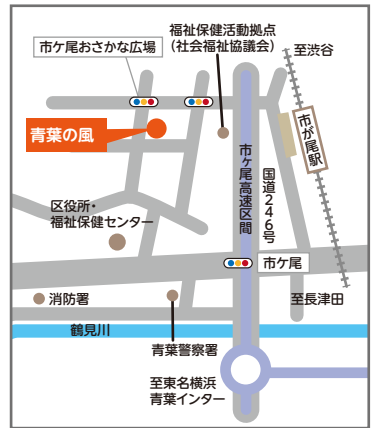 福祉保健活動拠点
（社会福祉協議会）
至渋谷
市ケ尾おさかな広場
青葉の風
市が尾駅
市ヶ尾高速区間
国道246号
区役所・
福祉保健センター
市ケ尾
消防署
至長津田
鶴見川
青葉警察署
至東名横浜
青葉インター